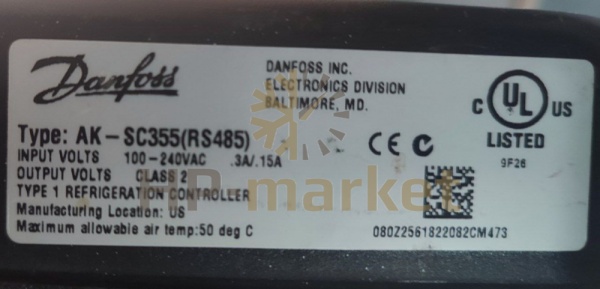 Danfoss
DANFOSS INC.
ELECTRONICS DIVISION
BALTIMORE, MD.
Type: AK-SC355(RS485)
INPUT VOLTS 100-240VAC .3A/.15A
OUTPUT VOLTS CLASS 2
TYPE 1 REFRIGERATION CONTROLLER
Manufacturing Location: US
Maximum allowable air temp:50 deg C
CE
C UL US
LISTED
9F26
080Z2561822082CM473
market